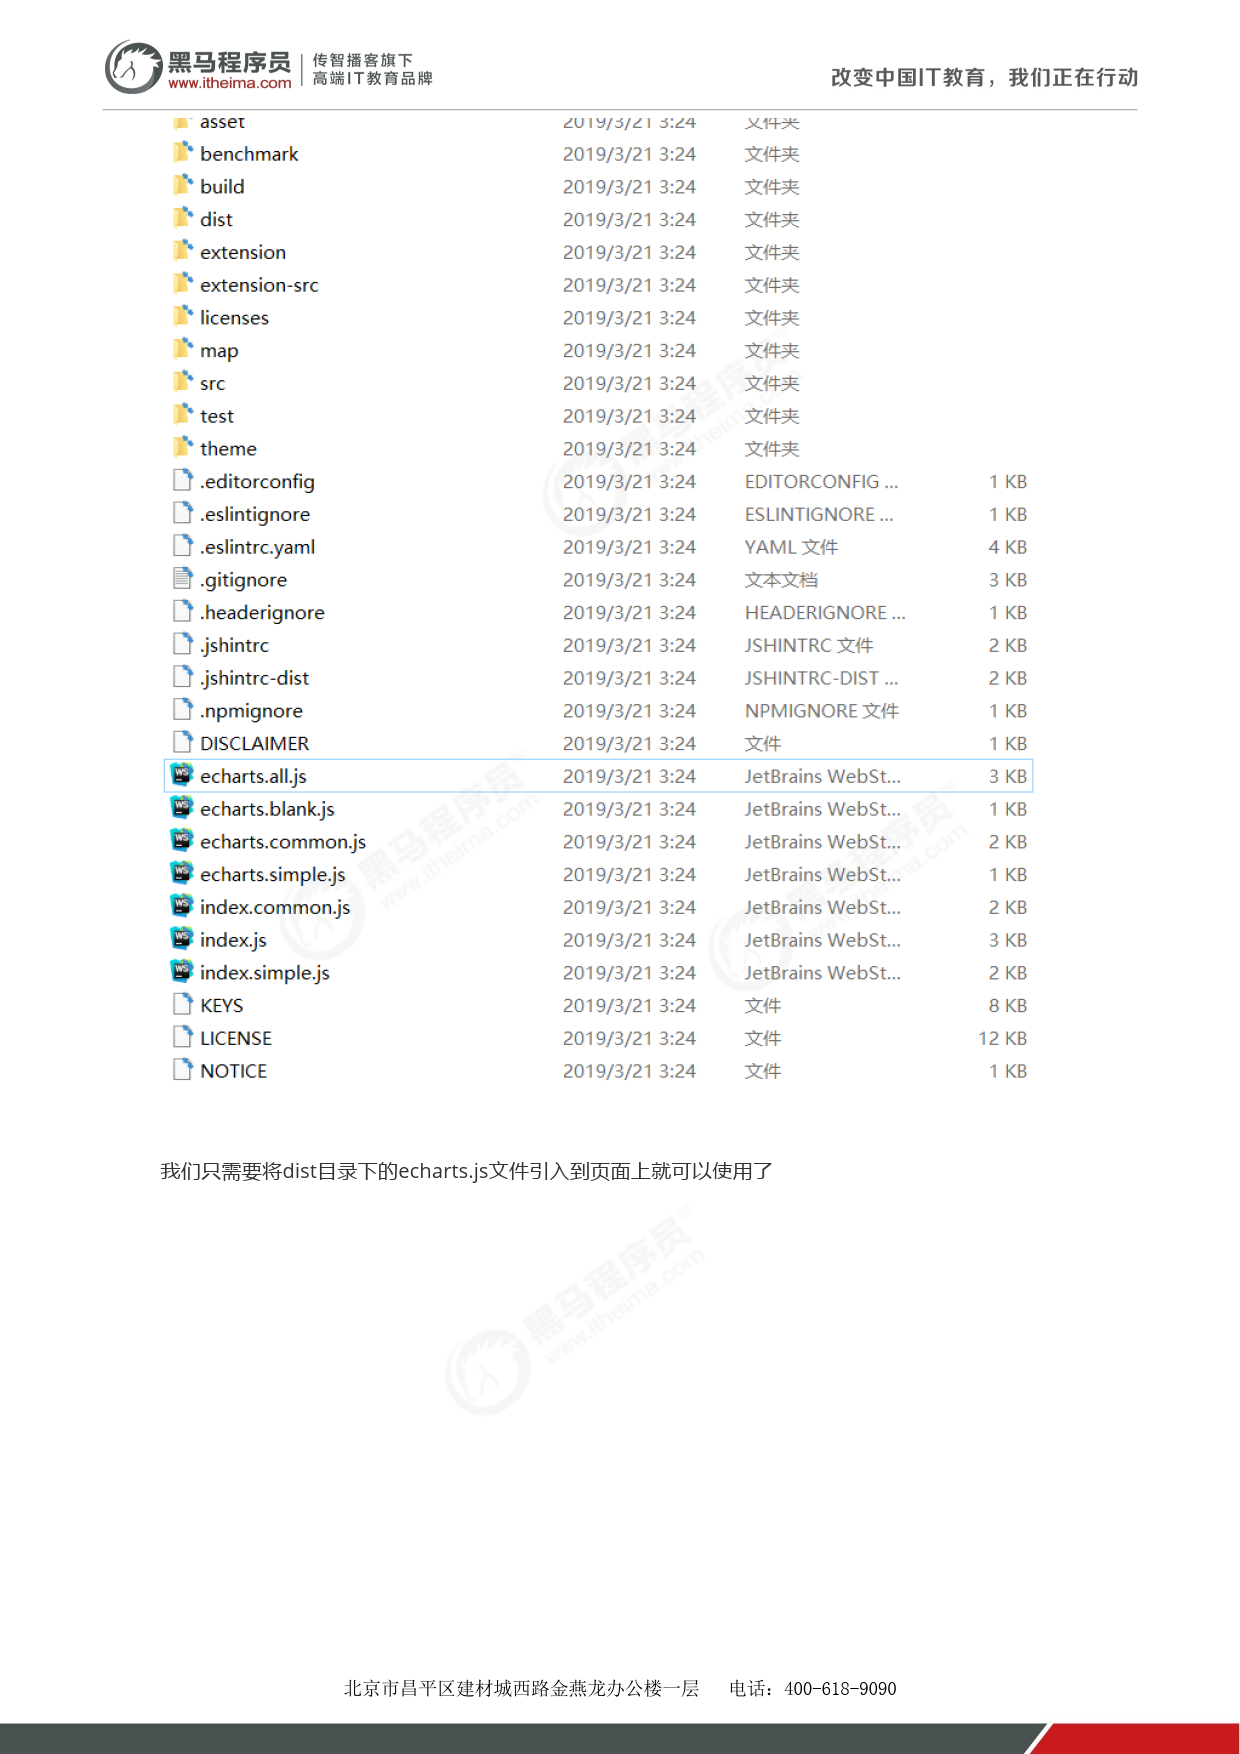 黑马程序员 传智播客旗下
www.itheima.com 高端IT教育品牌
改变中国IT教育，我们正在行动
asset 2019/3/21 3:24 文件夹
benchmark 2019/3/21 3:24 文件夹
build 2019/3/21 3:24 文件夹
dist 2019/3/21 3:24 文件夹
extension 2019/3/21 3:24 文件夹
extension-src 2019/3/21 3:24 文件夹
licenses 2019/3/21 3:24 文件夹
map 2019/3/21 3:24 文件夹
src 2019/3/21 3:24 文件夹
test 2019/3/21 3:24 文件夹
theme 2019/3/21 3:24 文件夹
.editorconfig 2019/3/21 3:24 EDITORCONFIG ... 1 KB
.eslintignore 2019/3/21 3:24 ESLINTIGNORE ... 1 KB
.eslintrc.yaml 2019/3/21 3:24 YAML 文件 4 KB
.gitignore 2019/3/21 3:24 文本文档 3 KB
.headerignore 2019/3/21 3:24 HEADERIGNORE ... 1 KB
.jshintrc 2019/3/21 3:24 JSHINTRC 文件 2 KB
.jshintrc-dist 2019/3/21 3:24 JSHINTRC-DIST ... 2 KB
.npmignore 2019/3/21 3:24 NPMIGNORE 文件 1 KB
DISCLAIMER 2019/3/21 3:24 文件 1 KB
echarts.all.js 2019/3/21 3:24 JetBrains WebSt... 3 KB
echarts.blank.js 2019/3/21 3:24 JetBrains WebSt... 1 KB
echarts.common.js 2019/3/21 3:24 JetBrains WebSt... 2 KB
echarts.simple.js 2019/3/21 3:24 JetBrains WebSt... 1 KB
index.common.js 2019/3/21 3:24 JetBrains WebSt... 2 KB
index.js 2019/3/21 3:24 JetBrains WebSt... 3 KB
index.simple.js 2019/3/21 3:24 JetBrains WebSt... 2 KB
KEYS 2019/3/21 3:24 文件 8 KB
LICENSE 2019/3/21 3:24 文件 12 KB
NOTICE 2019/3/21 3:24 文件 1 KB
我们只需要将dist目录下的echarts.js文件引入到页面上就可以使用了
黑马程序员™
www.itheima.com
北京市昌平区建材城西路金燕龙办公楼一层 电话：400-618-9090